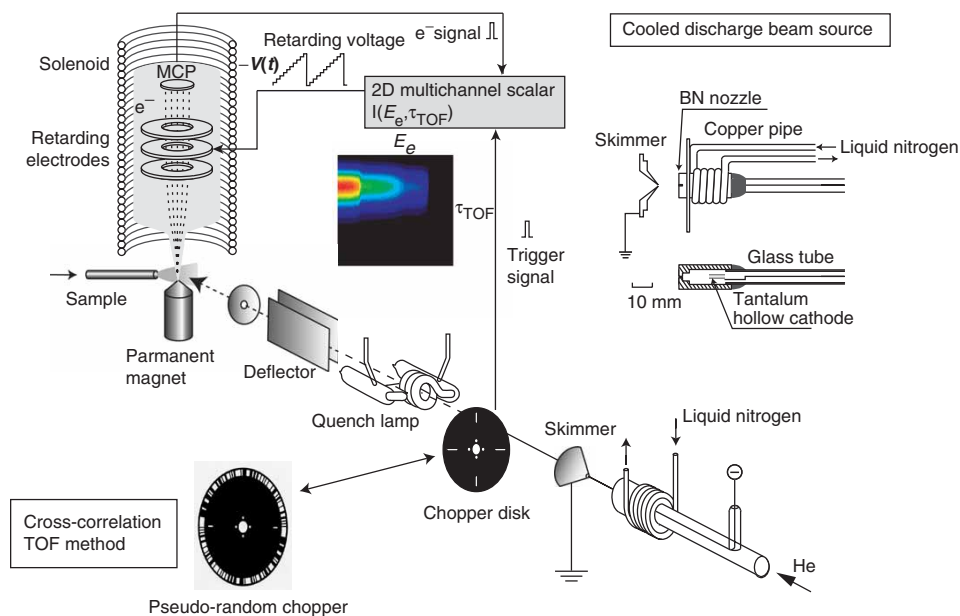 Solenoid
MCP
e⁻
Retarding
electrodes
Retarding voltage
–V(t)
e⁻signal
2D multichannel scalar
I(Eₑ,τTOF)
Eₑ
τTOF
Trigger
signal
Sample
Parmanent
magnet
Deflector
Quench lamp
Chopper disk
Skimmer
Liquid nitrogen
He
Cross-correlation
TOF method
Pseudo-random chopper
Cooled discharge beam source
BN nozzle
Skimmer
Copper pipe
Liquid nitrogen
Glass tube
10 mm
Tantalum
hollow cathode